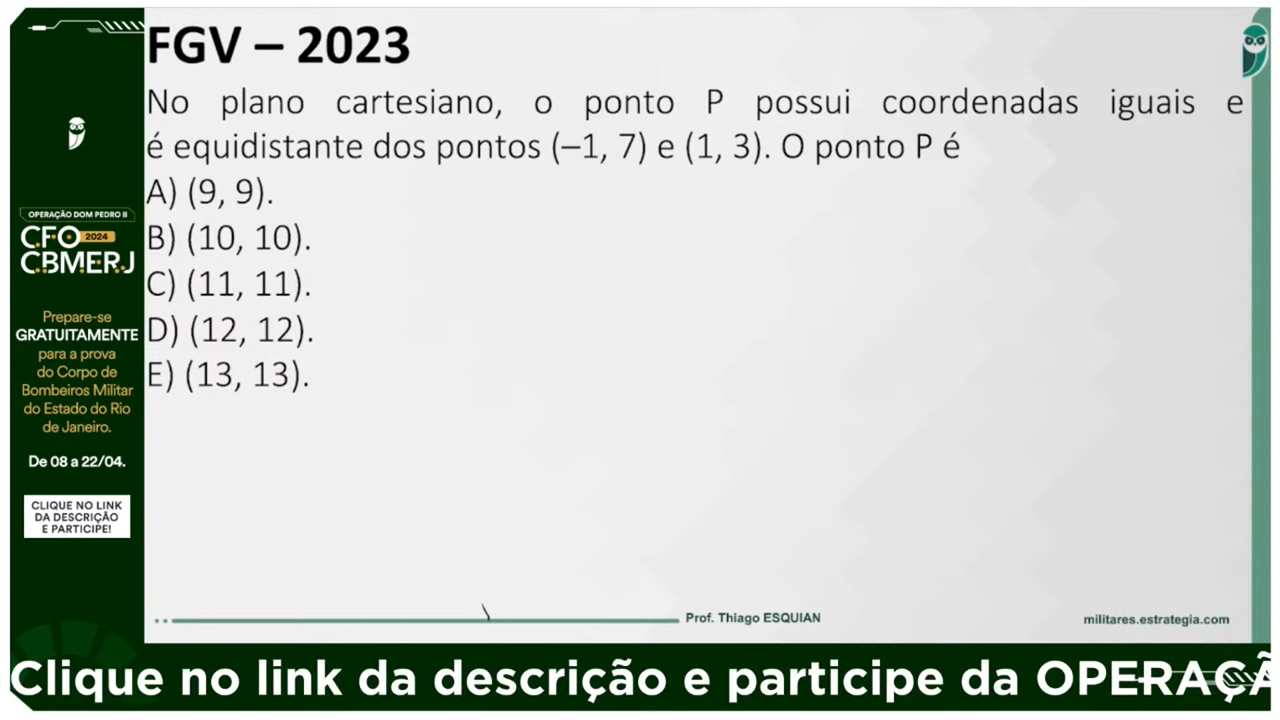 FGV – 2023
No plano cartesiano, o ponto P possui coordenadas iguais e
é equidistante dos pontos (–1, 7) e (1, 3). O ponto P é
A) (9, 9).
B) (10, 10).
C) (11, 11).
D) (12, 12).
E) (13, 13).
OPERAÇÃO DOM PEDRO II
CFO 2024
CBMERJ
Prepare-se
GRATUITAMENTE
para a prova
do Corpo de
Bombeiros Militar
do Estado do Rio
de Janeiro.
De 08 a 22/04.
CLIQUE NO LINK
DA DESCRIÇÃO
E PARTICIPE!
Prof. Thiago ESQUIAN
militares.estrategia.com
Clique no link da descrição e participe da OPERAÇÃ